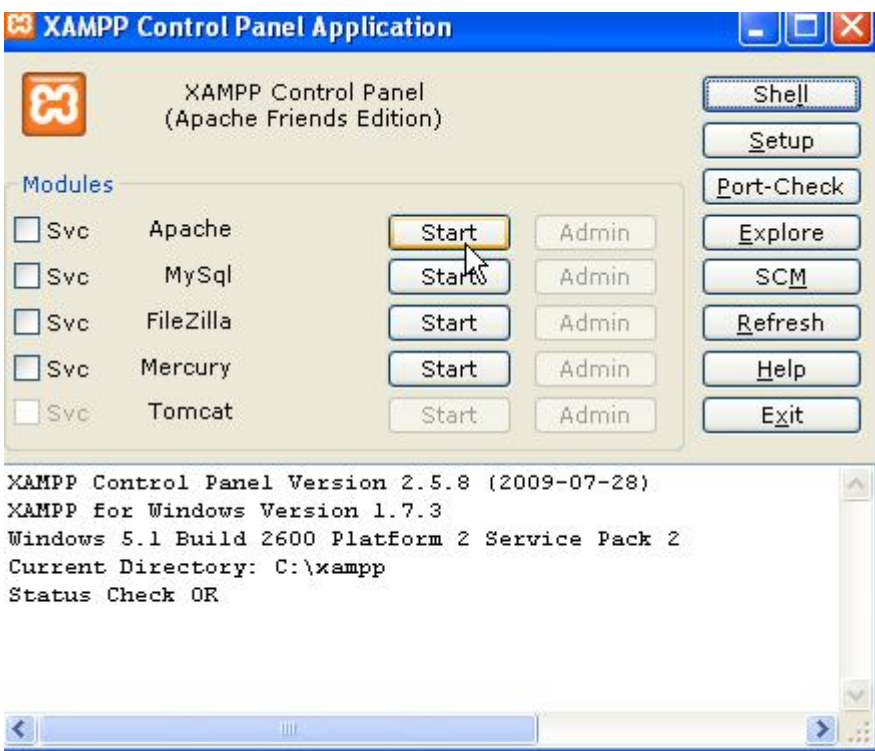 XAMPP Control Panel Application
XAMPP Control Panel
(Apache Friends Edition)
Shell
Setup
Modules
Port-Check
Svc Apache Start Admin Explore
Svc MySql Start Admin SCM
Svc FileZilla Start Admin Refresh
Svc Mercury Start Admin Help
Svc Tomcat Start Admin Exit
XAMPP Control Panel Version 2.5.8 (2009-07-28)
XAMPP for Windows Version 1.7.3
Windows 5.1 Build 2600 Platform 2 Service Pack 2
Current Directory: C:\xampp
Status Check OK